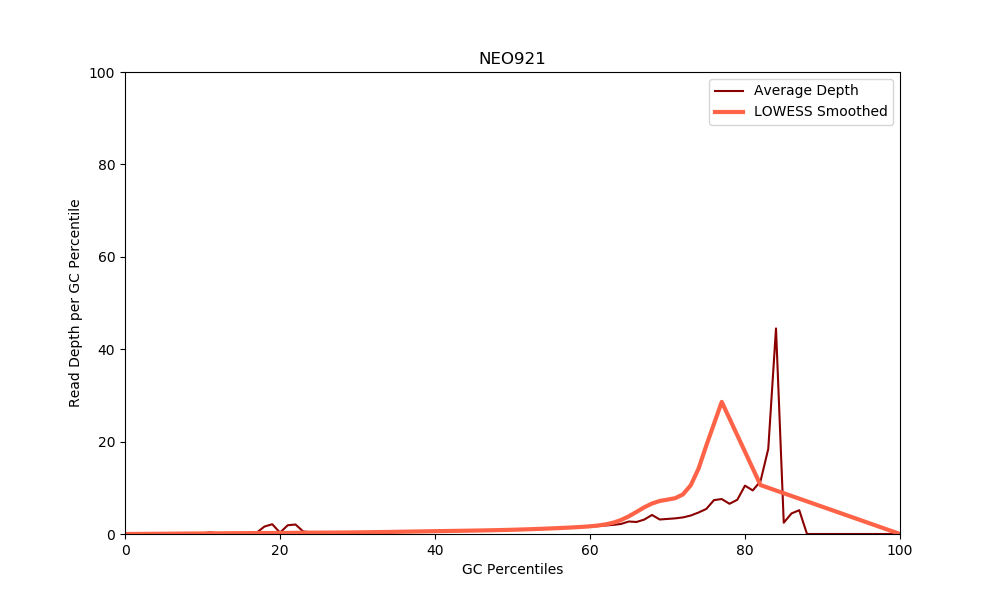 NEO921
Average Depth
LOWESS Smoothed
Read Depth per GC Percentile
100
80
60
40
20
0
0 20 40 60 80 100
GC Percentiles